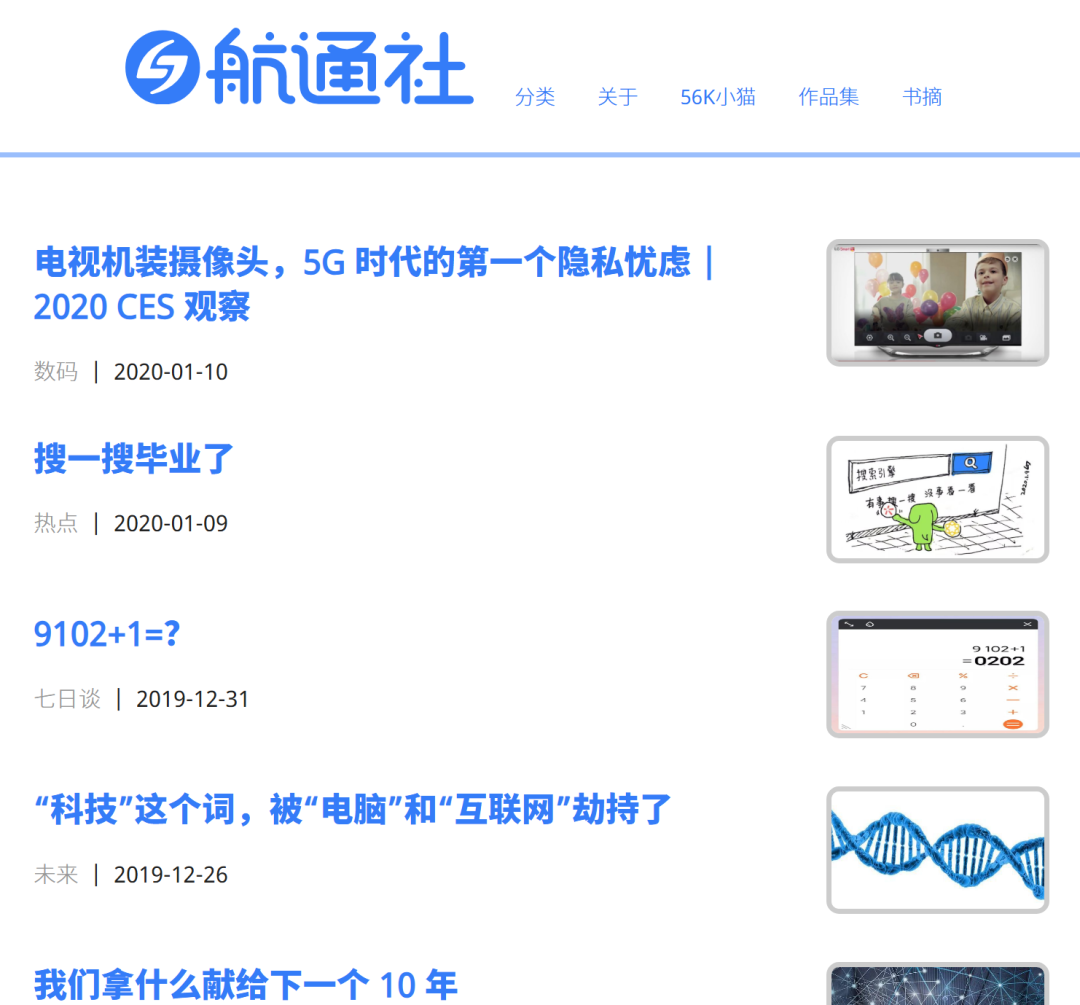 航通社
分类 关于 56K小猫 作品集 书摘
电视机装摄像头，5G 时代的第一个隐私忧虑｜
2020 CES 观察
数码 | 2020-01-10
搜一搜毕业了
热点 | 2020-01-09
搜索引擎
有事搜一搜 没事看一看
9102+1=?
七日谈 | 2019-12-31
9 102+1
=0202
C % ÷
7 8 9 ×
4 5 6 —
1 2 3 +
0 . =
“科技”这个词，被“电脑”和“互联网”劫持了
未来 | 2019-12-26
我们拿什么献给下一个 10 年